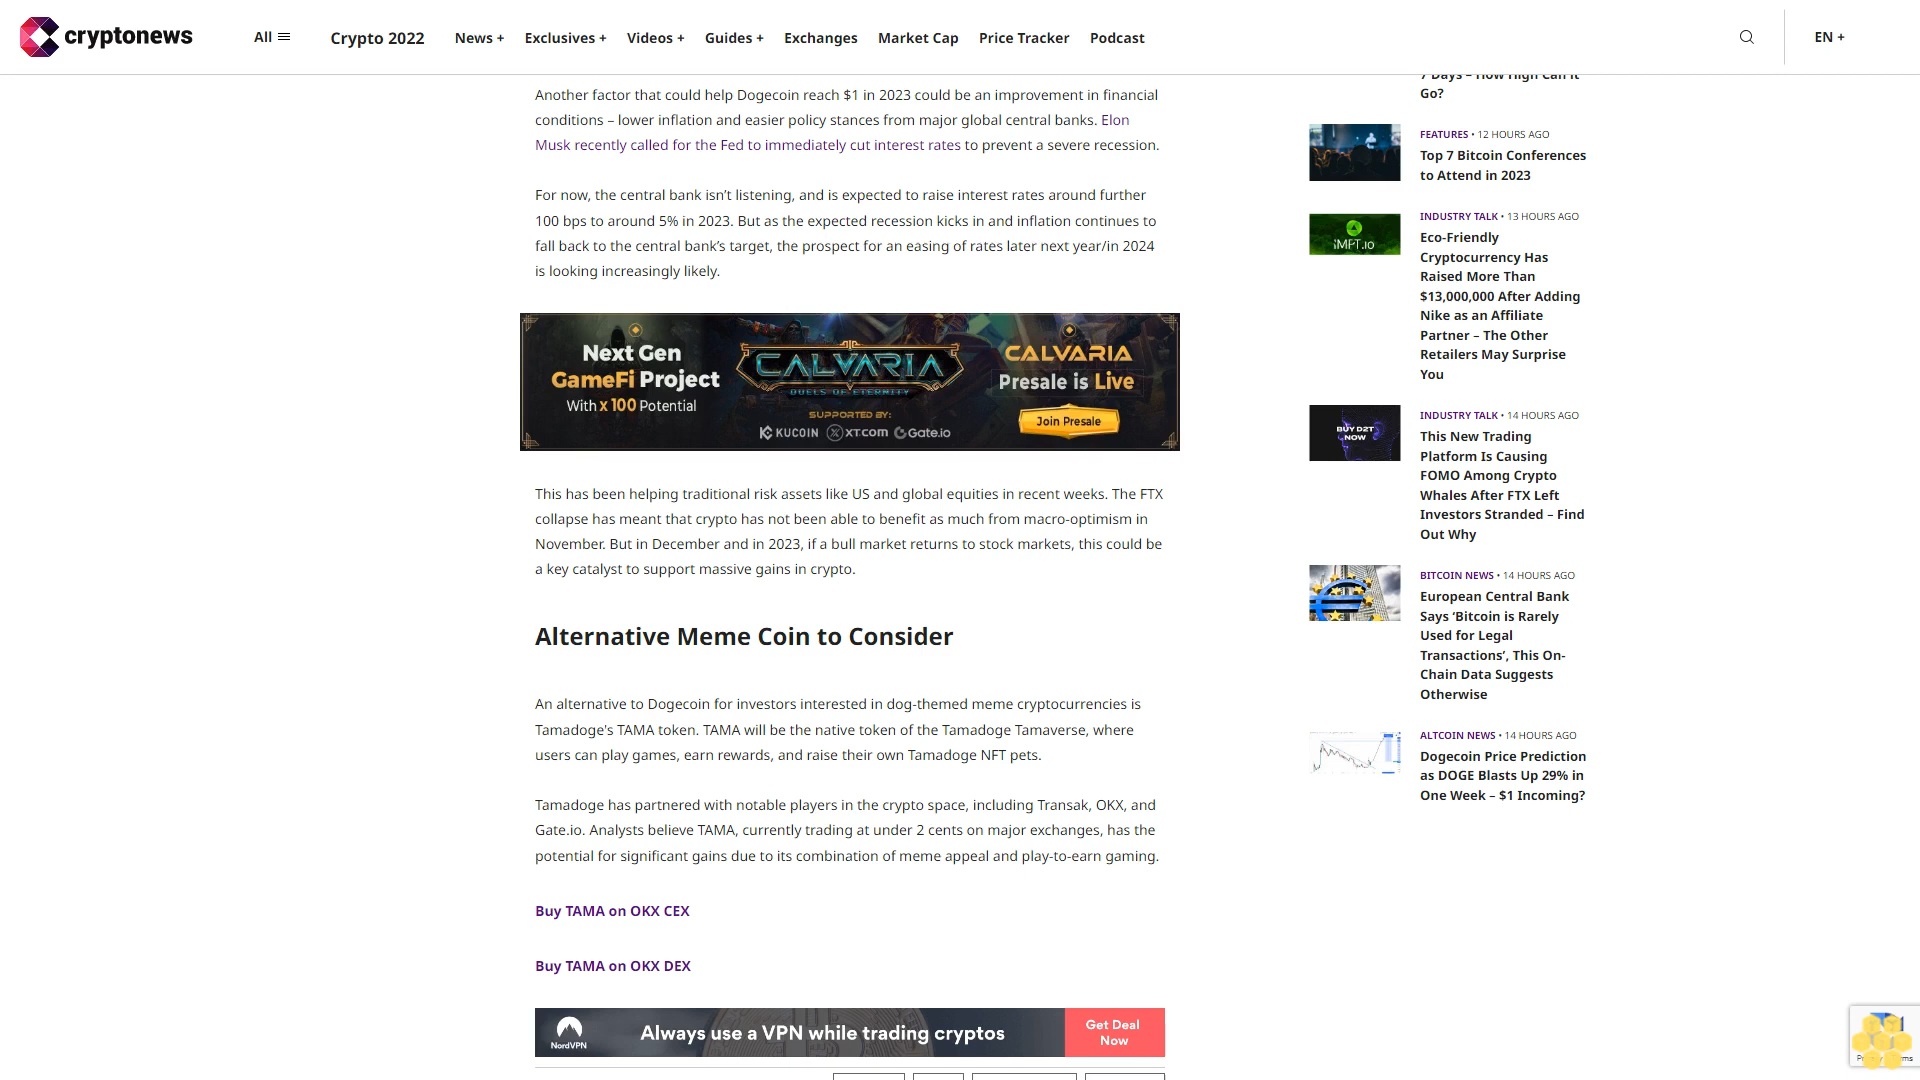 cryptonews
All
Crypto 2022
News +
Exclusives +
Videos +
Guides +
Exchanges
Market Cap
Price Tracker
Podcast
EN +
Another factor that could help Dogecoin reach $1 in 2023 could be an improvement in financial
conditions – lower inflation and easier policy stances from major global central banks. Elon
Musk recently called for the Fed to immediately cut interest rates to prevent a severe recession.
For now, the central bank isn’t listening, and is expected to raise interest rates around further
100 bps to around 5% in 2023. But as the expected recession kicks in and inflation continues to
fall back to the central bank’s target, the prospect for an easing of rates later next year/in 2024
is looking increasingly likely.
Next Gen
GameFi Project
With x 100 Potential
CALVARIA
DUELS OF ETERNITY
SUPPORTED BY:
KUCOIN XT.COM Gate.io
CALVARIA
Presale is Live
Join Presale
This has been helping traditional risk assets like US and global equities in recent weeks. The FTX
collapse has meant that crypto has not been able to benefit as much from macro-optimism in
November. But in December and in 2023, if a bull market returns to stock markets, this could be
a key catalyst to support massive gains in crypto.
Alternative Meme Coin to Consider
An alternative to Dogecoin for investors interested in dog-themed meme cryptocurrencies is
Tamadoge's TAMA token. TAMA will be the native token of the Tamadoge Tamaverse, where
users can play games, earn rewards, and raise their own Tamadoge NFT pets.
Tamadoge has partnered with notable players in the crypto space, including Transak, OKX, and
Gate.io. Analysts believe TAMA, currently trading at under 2 cents on major exchanges, has the
potential for significant gains due to its combination of meme appeal and play-to-earn gaming.
Buy TAMA on OKX CEX
Buy TAMA on OKX DEX
NordVPN
Always use a VPN while trading cryptos
Get Deal
Now
7 Days – How High Can It
Go?
FEATURES • 12 HOURS AGO
Top 7 Bitcoin Conferences
to Attend in 2023
iMPT.io
INDUSTRY TALK • 13 HOURS AGO
Eco-Friendly
Cryptocurrency Has
Raised More Than
$13,000,000 After Adding
Nike as an Affiliate
Partner – The Other
Retailers May Surprise
You
BUY D2T
NOW
INDUSTRY TALK • 14 HOURS AGO
This New Trading
Platform Is Causing
FOMO Among Crypto
Whales After FTX Left
Investors Stranded – Find
Out Why
BITCOIN NEWS • 14 HOURS AGO
European Central Bank
Says ‘Bitcoin is Rarely
Used for Legal
Transactions’, This On-
Chain Data Suggests
Otherwise
ALTCOIN NEWS • 14 HOURS AGO
Dogecoin Price Prediction
as DOGE Blasts Up 29% in
One Week – $1 Incoming?